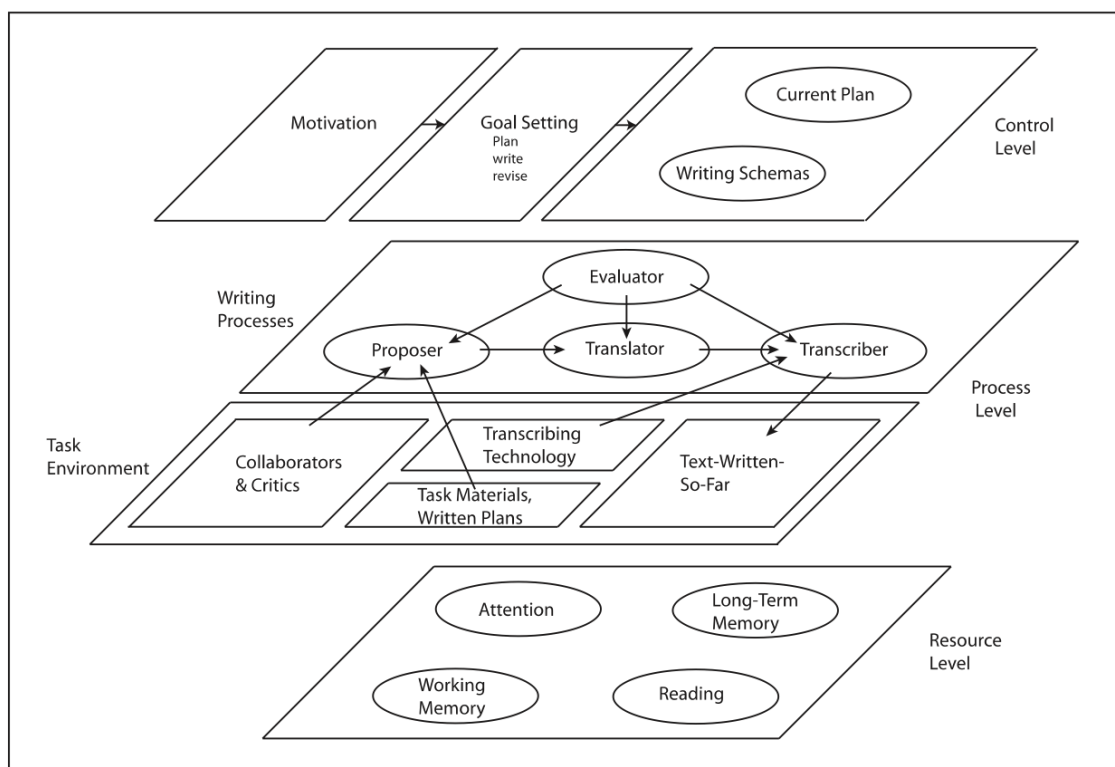 Motivation
Goal Setting
Plan
write
revise
Current Plan
Writing Schemas
Control
Level
Writing
Processes
Evaluator
Proposer
Translator
Transcriber
Process
Level
Task
Environment
Collaborators
& Critics
Transcribing
Technology
Task Materials,
Written Plans
Text-Written-
So-Far
Attention
Long-Term
Memory
Working
Memory
Reading
Resource
Level